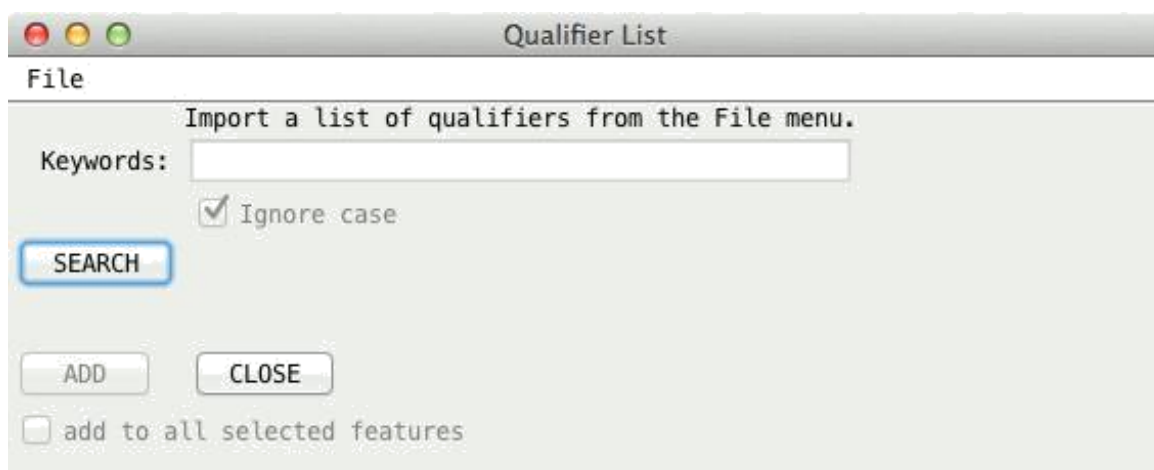 Qualifier List
File
Import a list of qualifiers from the File menu.
Keywords:
Ignore case
SEARCH
ADD CLOSE
add to all selected features